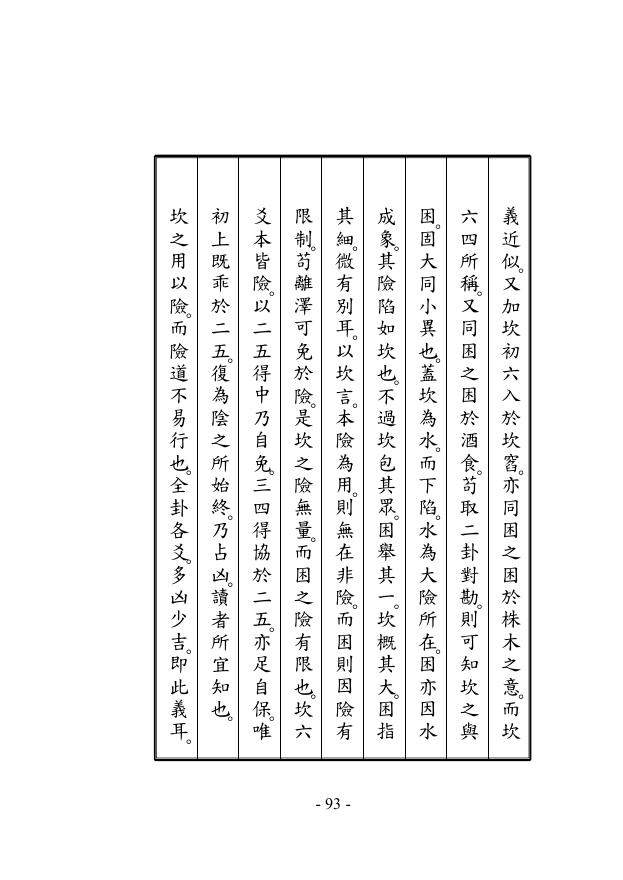 義近似。又加坎初六入於坎窞。亦同困之困於株木之意。而坎
六四所稱。又同困之困於酒食。苟取二卦對勘。則可知坎之與
困。固大同小異也。蓋坎為水。而下陷。水為大險所在。困亦因水
成象。其險陷如坎也。不過坎包其眾。困舉其一。坎概其大。困指
其細。微有別耳。以坎言。本險為用。則無在非險。而困則因險有
限制。苟離澤可免於險。是坎之險無量。而困之險有限也。坎六
爻本皆險。以二五得中乃自免。三四得協於二五。亦足自保。唯
初上既乖於二五。復為陰之所始終。乃占凶。讀者所宜知也。
坎之用以險。而險道不易行也。全卦各爻。多凶少吉。即此義耳。
- 93 -